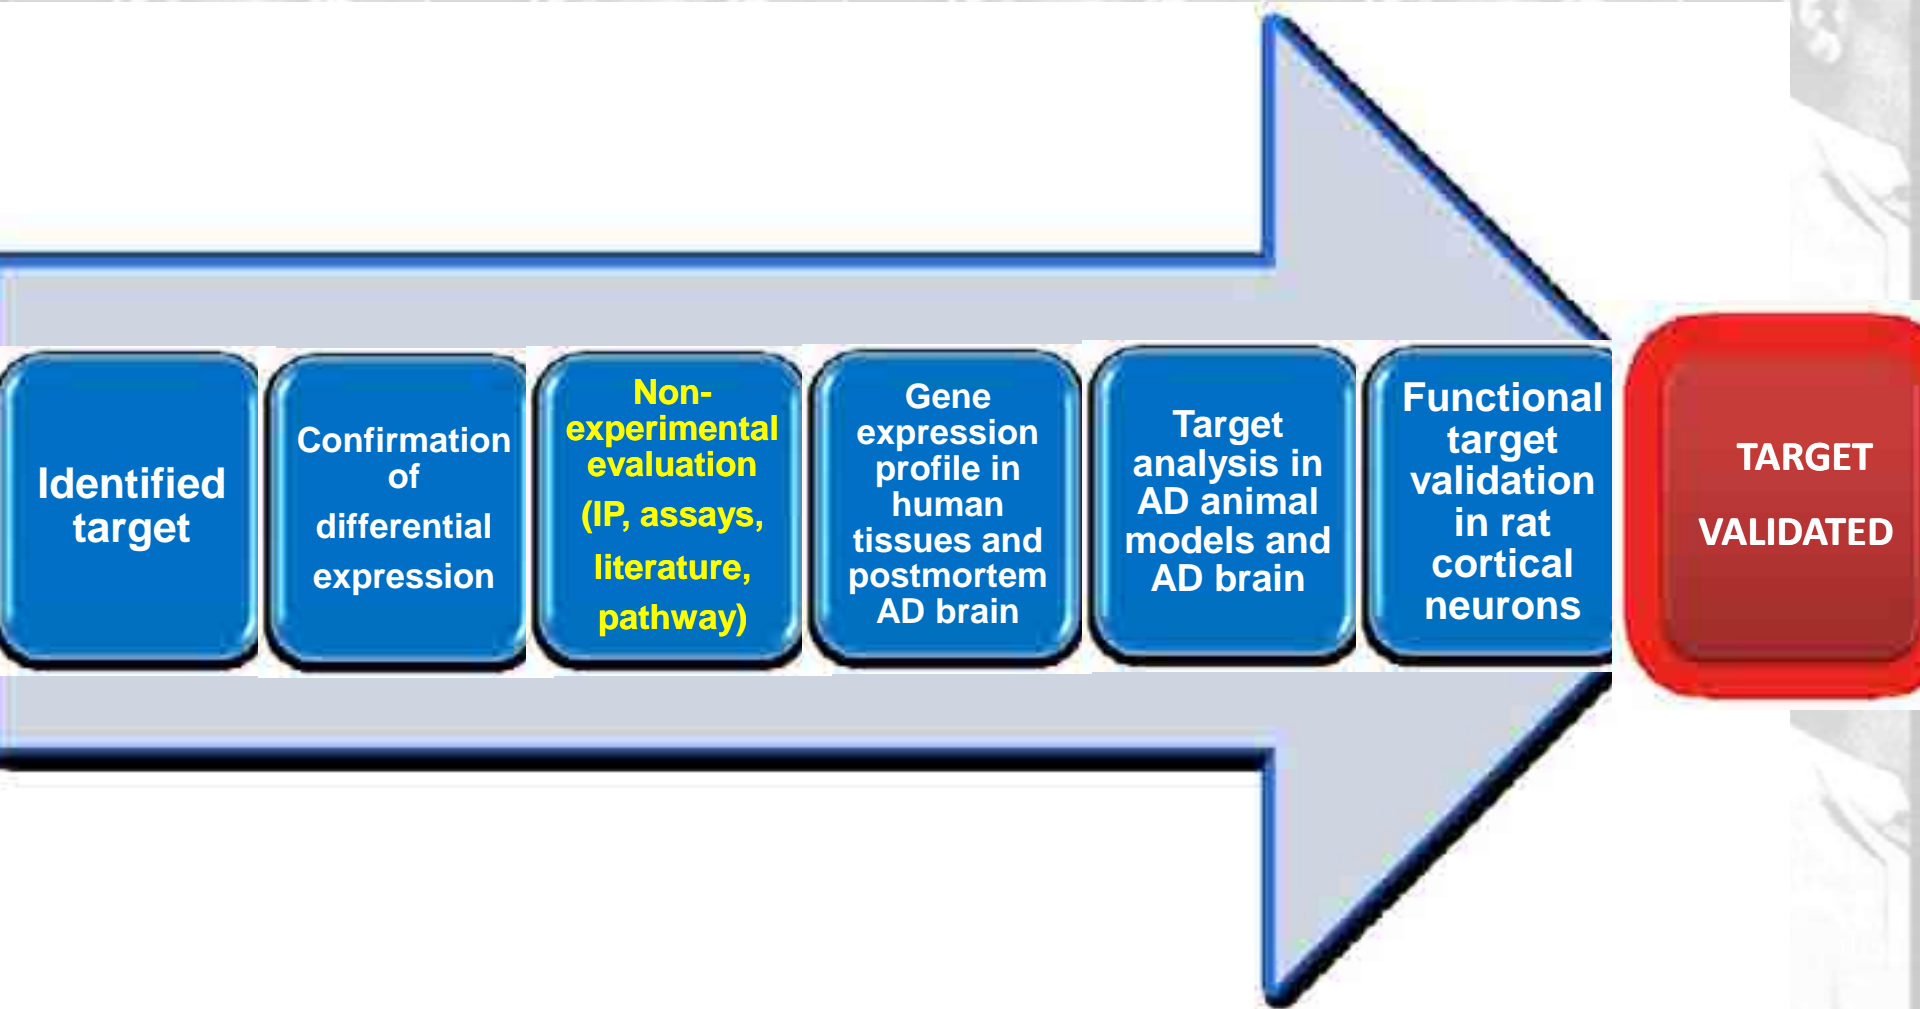 Identified
target
Confirmation
of
differential
expression
Non-
experimental
evaluation
(IP, assays,
literature,
pathway)
Gene
expression
profile in
human
tissues and
postmortem
AD brain
Target
analysis in
AD animal
models and
AD brain
Functional
target
validation
in rat
cortical
neurons
TARGET
VALIDATED